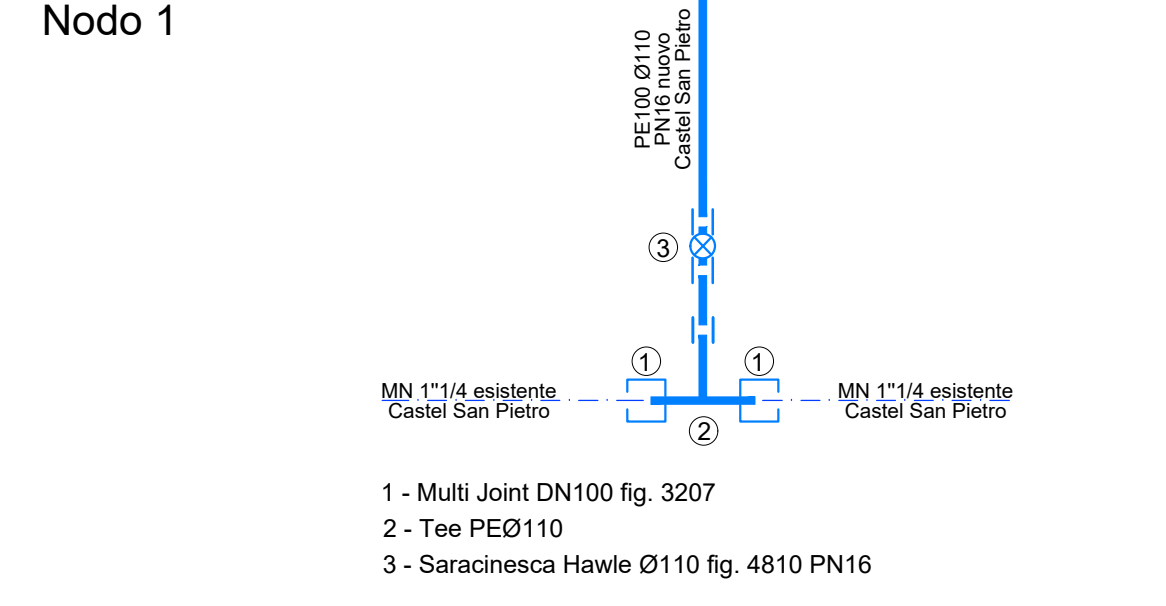 Nodo 1
PE100 Ø110
PN16 nuovo
Castel San Pietro
3
1
1
MN 1"1/4 esistente
Castel San Pietro
MN 1"1/4 esistente
Castel San Pietro
2
1 - Multi Joint DN100 fig. 3207
2 - Tee PEØ110
3 - Saracinesca Hawle Ø110 fig. 4810 PN16